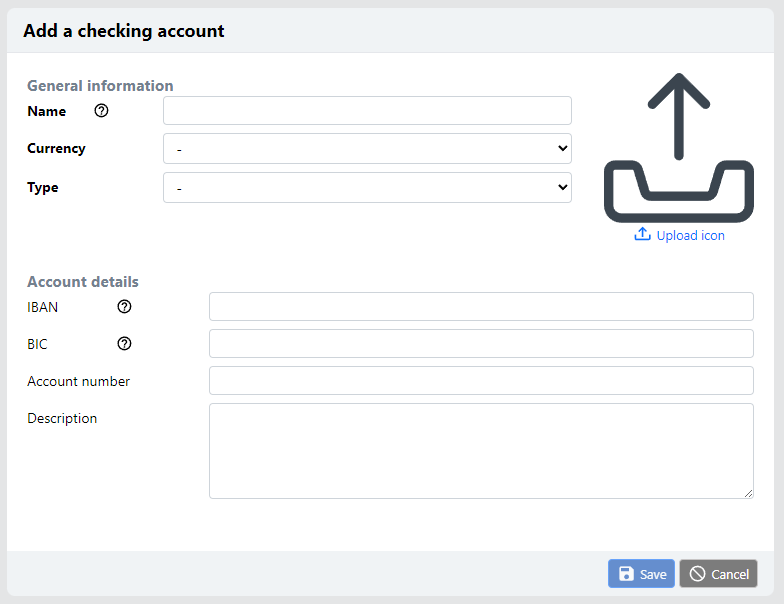 Add a checking account
General information
Name
Currency -
Type -
Upload icon
Account details
IBAN
BIC
Account number
Description
Save Cancel